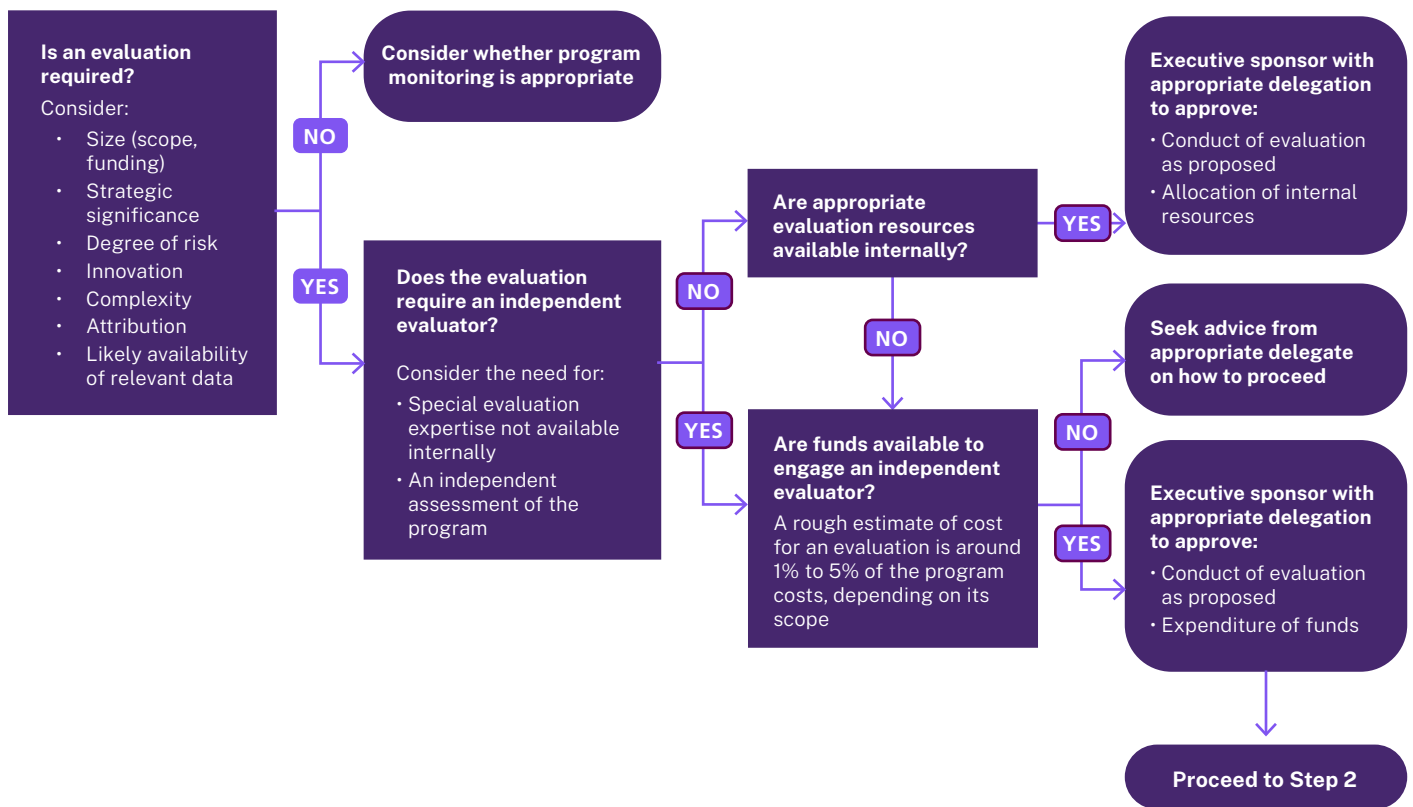 Is an evaluation
required?
Consider:
• Size (scope,
funding)
• Strategic
significance
• Degree of risk
• Innovation
• Complexity
• Attribution
• Likely availability
of relevant data
NO
YES
Consider whether program
monitoring is appropriate
Does the evaluation
require an independent
evaluator?
Consider the need for:
• Special evaluation
expertise not available
internally
• An independent
assessment of the
program
NO
YES
Are appropriate
evaluation resources
available internally?
YES
NO
Executive sponsor with
appropriate delegation
to approve:
• Conduct of evaluation
as proposed
• Allocation of internal
resources
Are funds available to
engage an independent
evaluator?
A rough estimate of cost
for an evaluation is around
1% to 5% of the program
costs, depending on its
scope
NO
YES
Seek advice from
appropriate delegate
on how to proceed
Executive sponsor with
appropriate delegation
to approve:
• Conduct of evaluation
as proposed
• Expenditure of funds
Proceed to Step 2